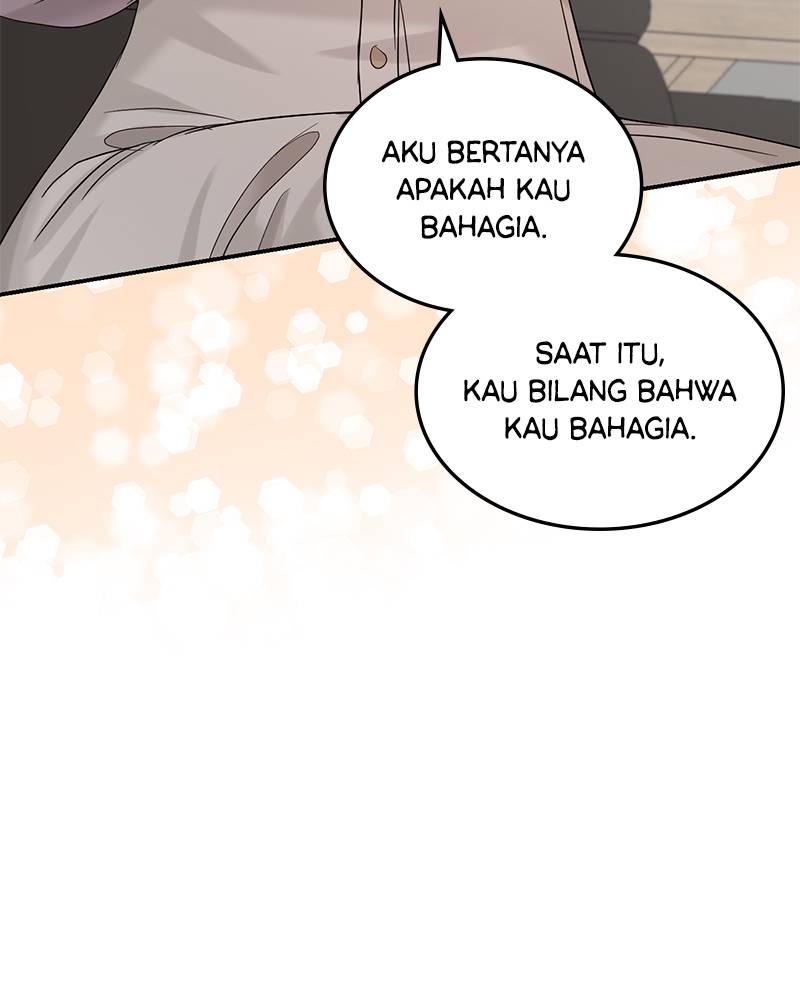 AKU BERTANYA
APAKAH KAU
BAHAGIA.
SAAT ITU,
KAU BILANG BAHWA
KAU BAHAGIA.